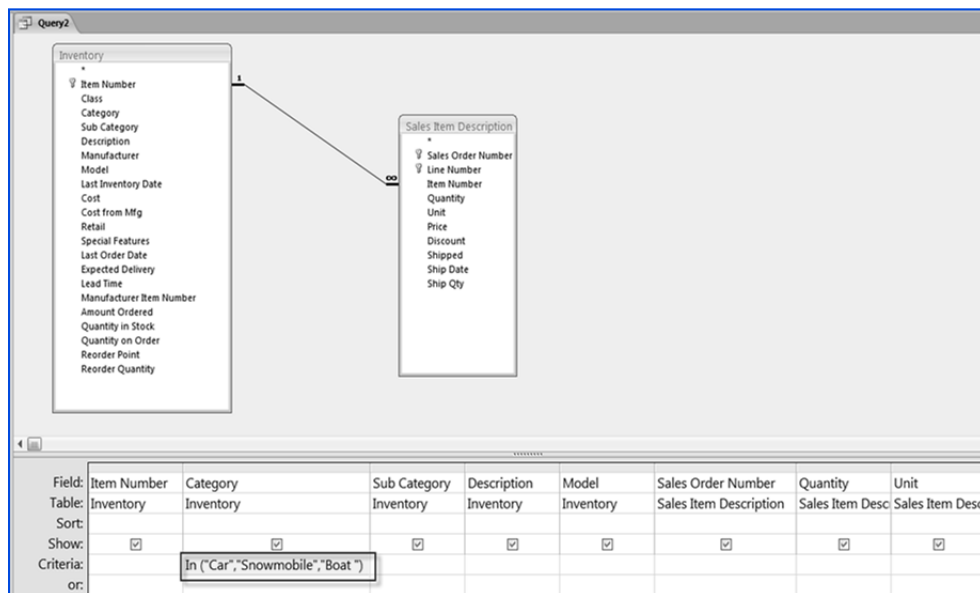 Query2
Inventory
*
Item Number
Class
Category
Sub Category
Description
Manufacturer
Model
Last Inventory Date
Cost
Cost from Mfg
Retail
Special Features
Last Order Date
Expected Delivery
Lead Time
Manufacturer Item Number
Amount Ordered
Quantity in Stock
Quantity on Order
Reorder Point
Reorder Quantity
1
∞
Sales Item Description
*
Sales Order Number
Line Number
Item Number
Quantity
Unit
Price
Discount
Shipped
Ship Date
Ship Qty
Field: Item Number Category Sub Category Description Model Sales Order Number Quantity Unit
Table: Inventory Inventory Inventory Inventory Inventory Sales Item Description Sales Item Desc Sales Item Desc
Sort:
Show:
Criteria: In ("Car","Snowmobile","Boat ")
or: